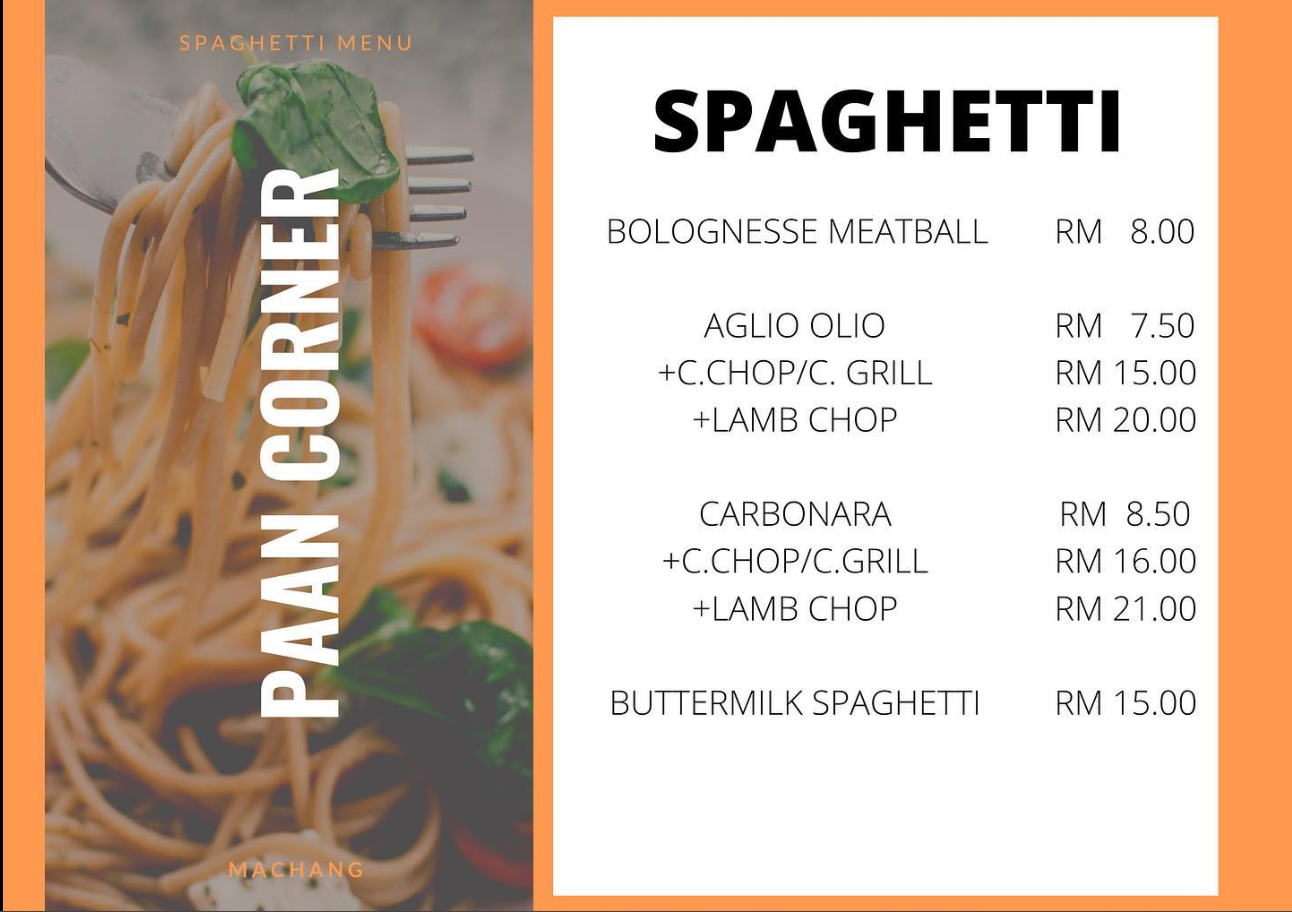 SPAGHETTI MENU
PAAN CORNER
MACHANG
SPAGHETTI
BOLOGNESSE MEATBALL RM 8.00
AGLIO OLIO RM 7.50
+C.CHOP/C. GRILL RM 15.00
+LAMB CHOP RM 20.00
CARBONARA RM 8.50
+C.CHOP/C.GRILL RM 16.00
+LAMB CHOP RM 21.00
BUTTERMILK SPAGHETTI RM 15.00